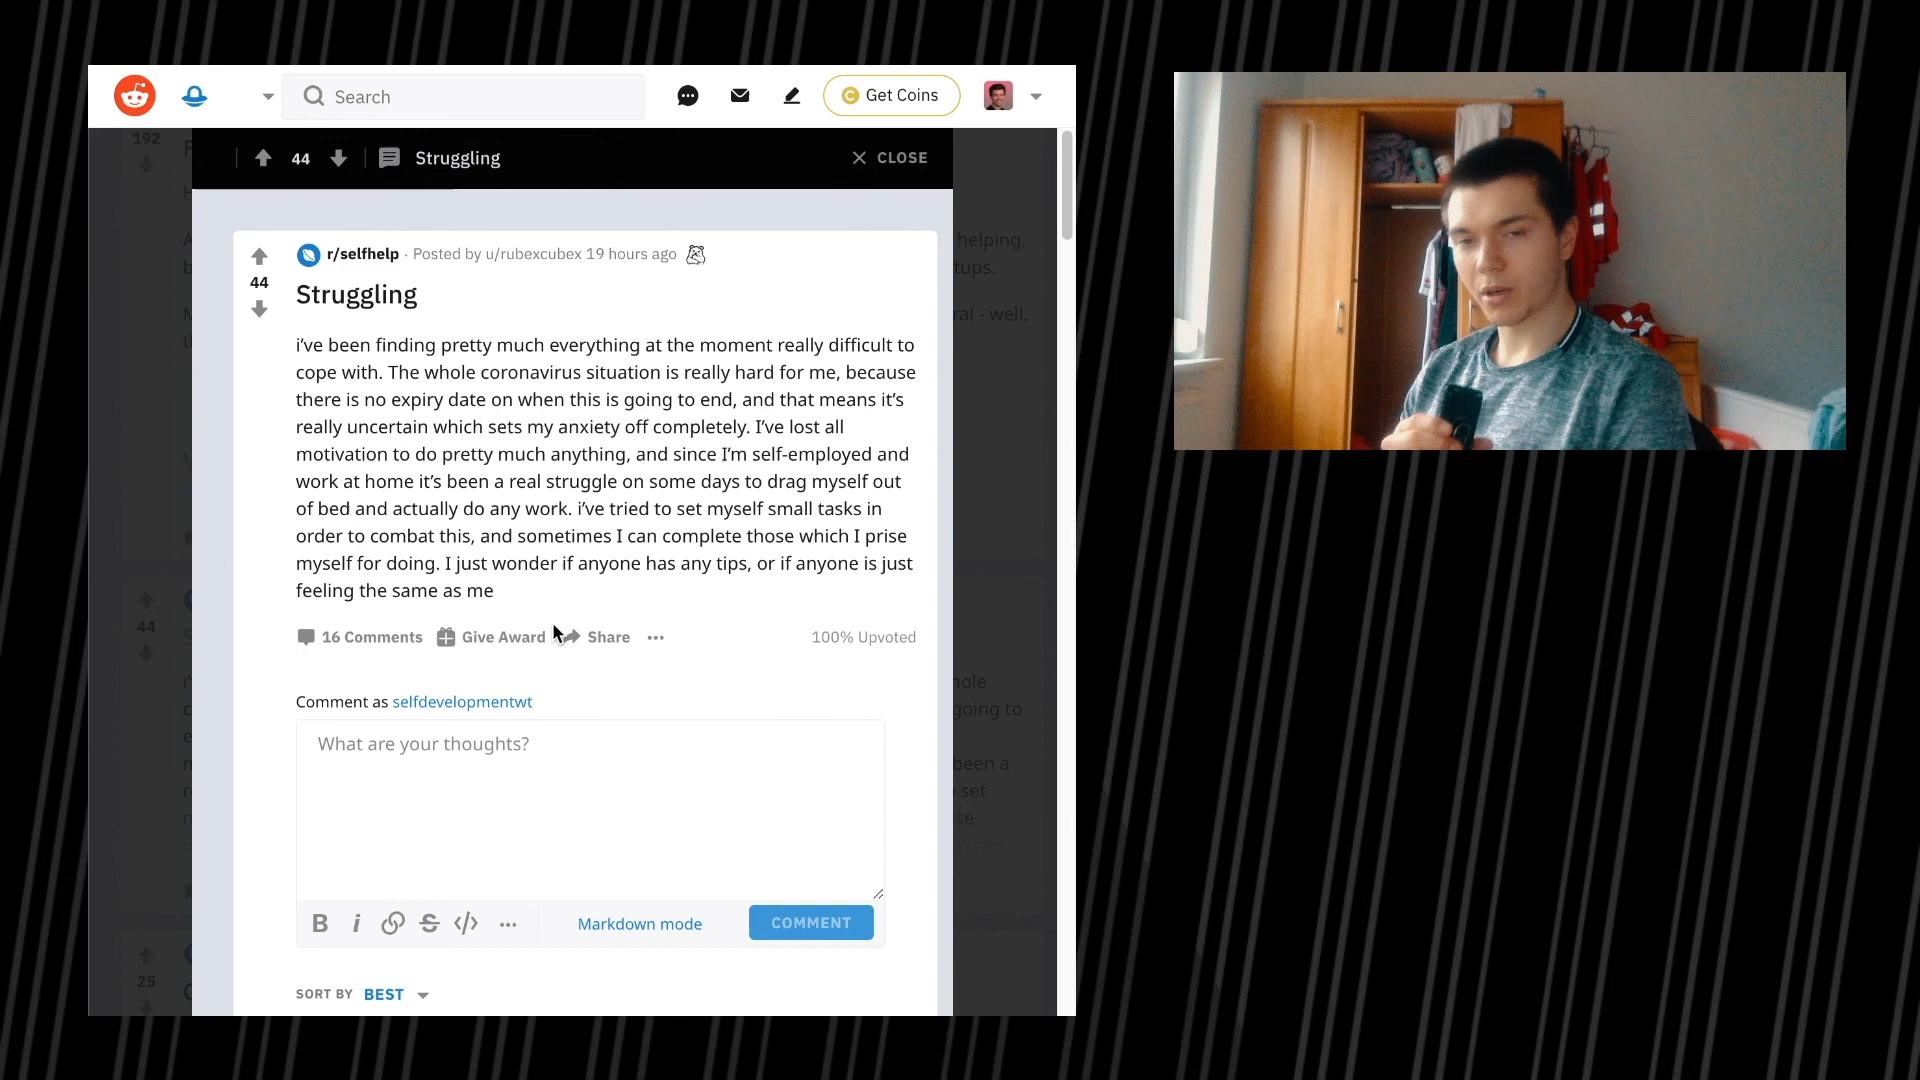 Search
Get Coins
44
Struggling
CLOSE
192
r/selfhelp · Posted by u/rubexcubex 19 hours ago
helping,
tups.
44
Struggling
ral - well,
i've been finding pretty much everything at the moment really difficult to
cope with. The whole coronavirus situation is really hard for me, because
there is no expiry date on when this is going to end, and that means it's
really uncertain which sets my anxiety off completely. I've lost all
motivation to do pretty much anything, and since I'm self-employed and
work at home it's been a real struggle on some days to drag myself out
of bed and actually do any work. i've tried to set myself small tasks in
order to combat this, and sometimes I can complete those which I prise
myself for doing. I just wonder if anyone has any tips, or if anyone is just
feeling the same as me
44
16 Comments Give Award Share ... 100% Upvoted
nole
going to
been a
set
se
Comment as selfdevelopmentwt
What are your thoughts?
B i S </> ... Markdown mode COMMENT
25
SORT BY BEST